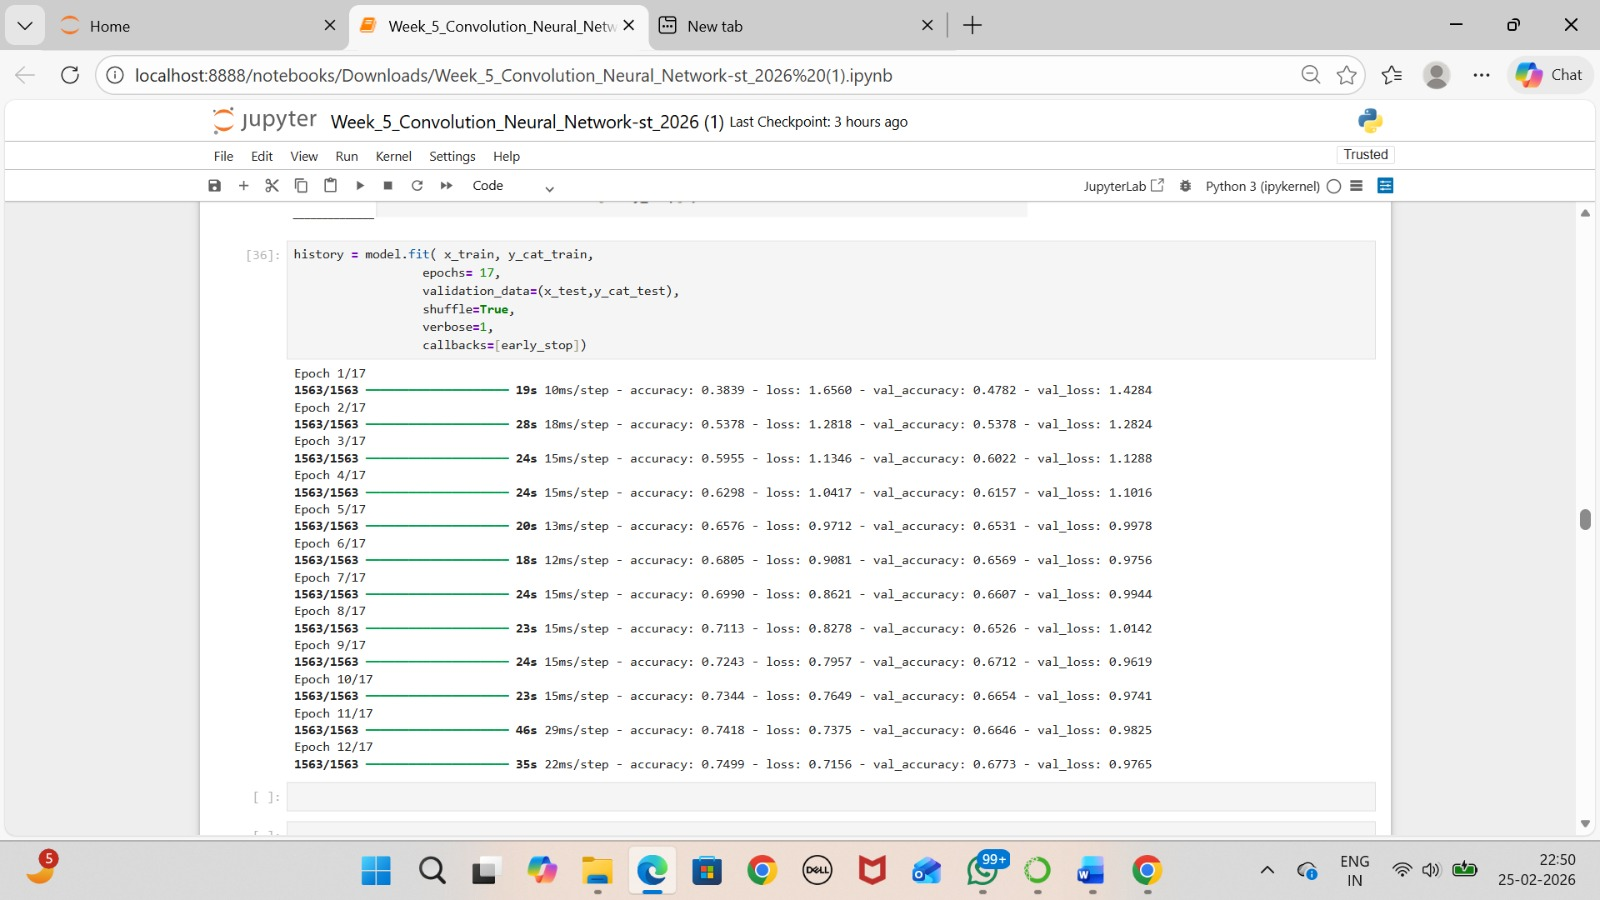 Home
Week_5_Convolution_Neural_Netw
New tab
localhost:8888/notebooks/Downloads/Week_5_Convolution_Neural_Network-st_2026%20(1).ipynb
Chat
jupyter Week_5_Convolution_Neural_Network-st_2026 (1) Last Checkpoint: 3 hours ago
File Edit View Run Kernel Settings Help
Trusted
Code
JupyterLab Python 3 (ipykernel)
[36]: history = model.fit( x_train, y_cat_train,
epochs= 17,
validation_data=(x_test,y_cat_test),
shuffle=True,
verbose=1,
callbacks=[early_stop])
Epoch 1/17
1563/1563 19s 10ms/step - accuracy: 0.3839 - loss: 1.6560 - val_accuracy: 0.4782 - val_loss: 1.4284
Epoch 2/17
1563/1563 28s 18ms/step - accuracy: 0.5378 - loss: 1.2818 - val_accuracy: 0.5378 - val_loss: 1.2824
Epoch 3/17
1563/1563 24s 15ms/step - accuracy: 0.5955 - loss: 1.1346 - val_accuracy: 0.6022 - val_loss: 1.1288
Epoch 4/17
1563/1563 24s 15ms/step - accuracy: 0.6298 - loss: 1.0417 - val_accuracy: 0.6157 - val_loss: 1.1016
Epoch 5/17
1563/1563 20s 13ms/step - accuracy: 0.6576 - loss: 0.9712 - val_accuracy: 0.6531 - val_loss: 0.9978
Epoch 6/17
1563/1563 18s 12ms/step - accuracy: 0.6805 - loss: 0.9081 - val_accuracy: 0.6569 - val_loss: 0.9756
Epoch 7/17
1563/1563 24s 15ms/step - accuracy: 0.6990 - loss: 0.8621 - val_accuracy: 0.6607 - val_loss: 0.9944
Epoch 8/17
1563/1563 23s 15ms/step - accuracy: 0.7113 - loss: 0.8278 - val_accuracy: 0.6526 - val_loss: 1.0142
Epoch 9/17
1563/1563 24s 15ms/step - accuracy: 0.7243 - loss: 0.7957 - val_accuracy: 0.6712 - val_loss: 0.9619
Epoch 10/17
1563/1563 23s 15ms/step - accuracy: 0.7344 - loss: 0.7649 - val_accuracy: 0.6654 - val_loss: 0.9741
Epoch 11/17
1563/1563 46s 29ms/step - accuracy: 0.7418 - loss: 0.7375 - val_accuracy: 0.6646 - val_loss: 0.9825
Epoch 12/17
1563/1563 35s 22ms/step - accuracy: 0.7499 - loss: 0.7156 - val_accuracy: 0.6773 - val_loss: 0.9765
[ ]:
5
DELL
99+
ENG
IN
22:50
25-02-2026